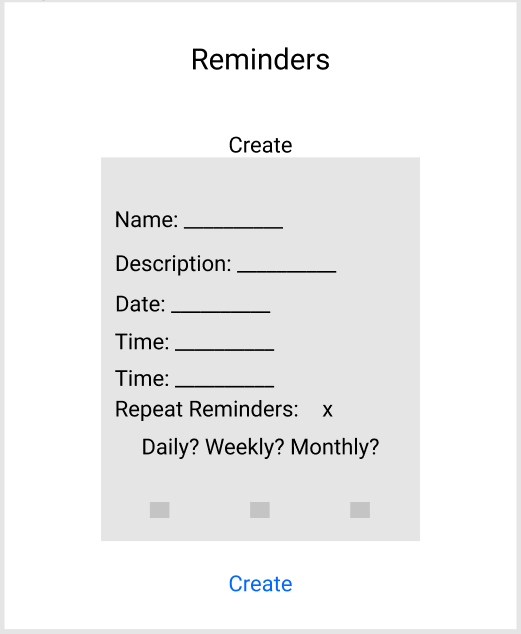 Reminders
Create
Name: _________
Description: _________
Date: _________
Time: _________
Time: _________
Repeat Reminders: x
Daily? Weekly? Monthly?
Create